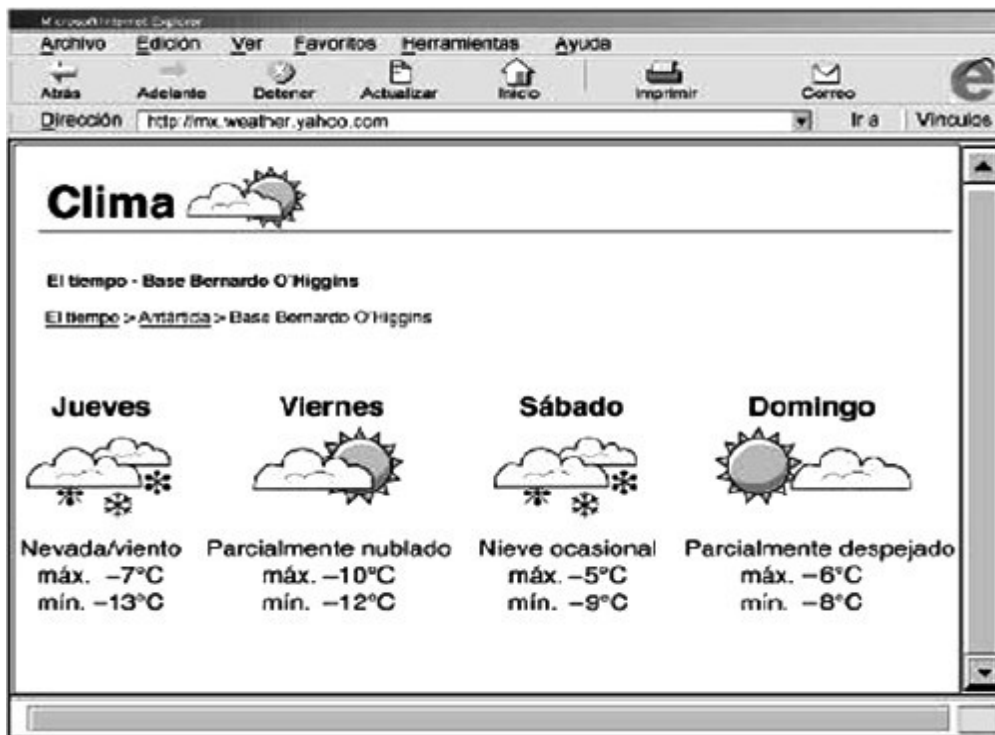 Microsoft Internet Explorer
Archivo Edición Ver Favoritos Herramientas Ayuda
Atrás Adelante Detener Actualizar Inicio Imprimir Correo
Dirección http://mx.weather.yahoo.com Ir a Vínculos
Clima
El tiempo - Base Bernardo O'Higgins
El tiempo > Antártida > Base Bernardo O'Higgins
Jueves Viernes Sábado Domingo
Nevada/viento Parcialmente nublado Nieve ocasional Parcialmente despejado
máx. –7°C máx. –10°C máx. –5°C máx. –6°C
mín. –13°C mín. –12°C mín. –9°C mín. –8°C